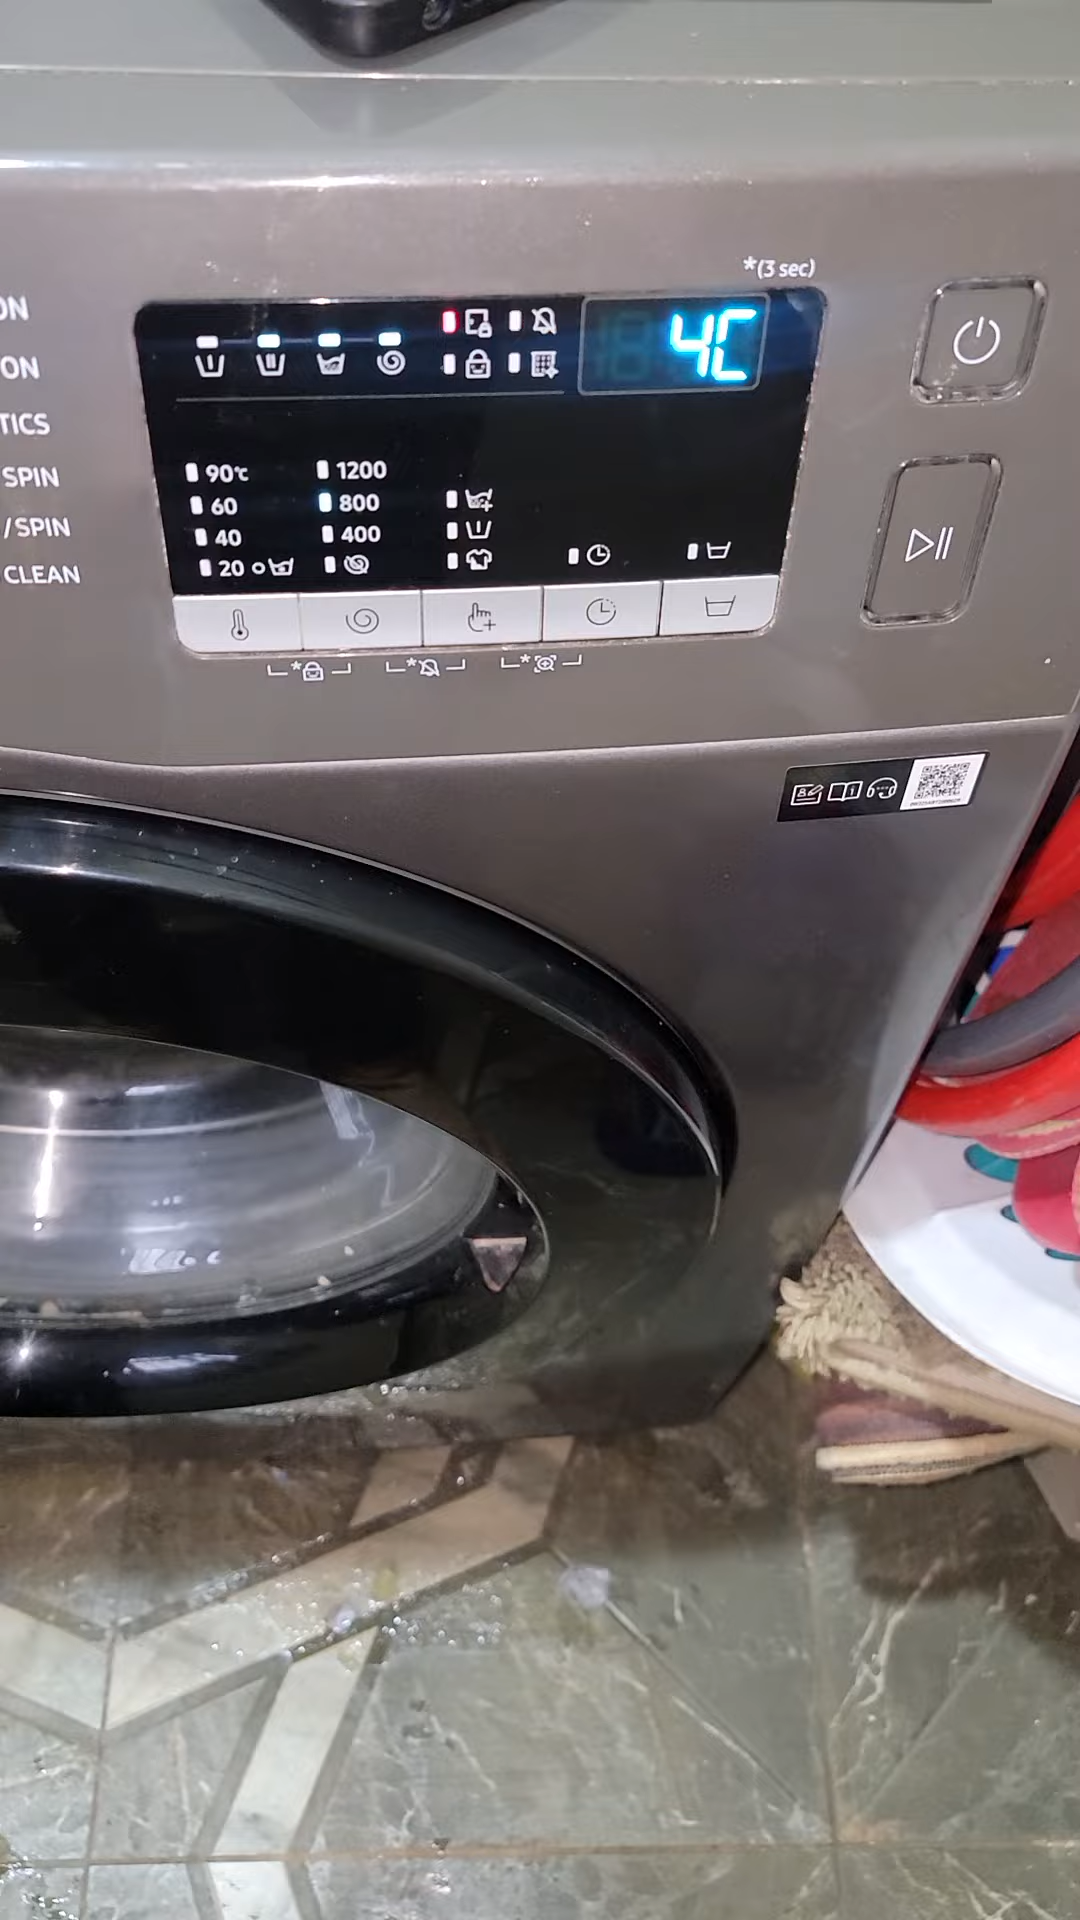 *(3 sec)
ON
ON
TICS
SPIN
/SPIN
CLEAN
4C
90℃
60
40
20
1200
800
400